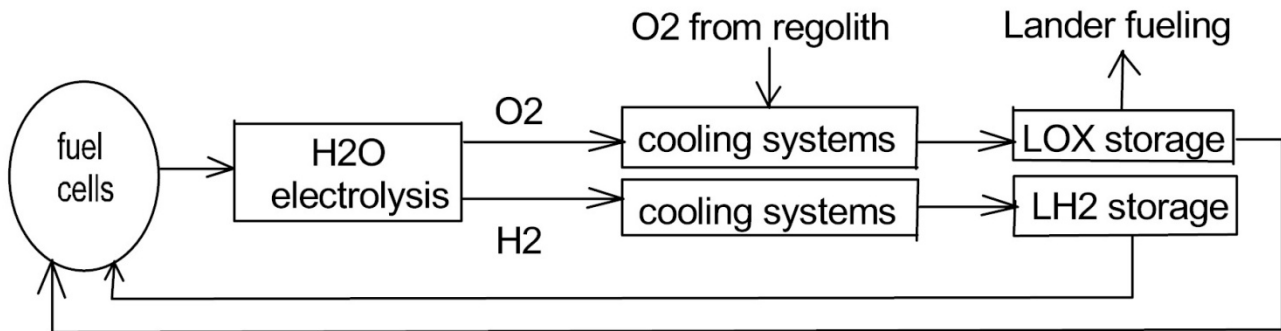 O2 from regolith
Lander fueling
fuel
cells
H2O
electrolysis
O2
H2
cooling systems
cooling systems
LOX storage
LH2 storage